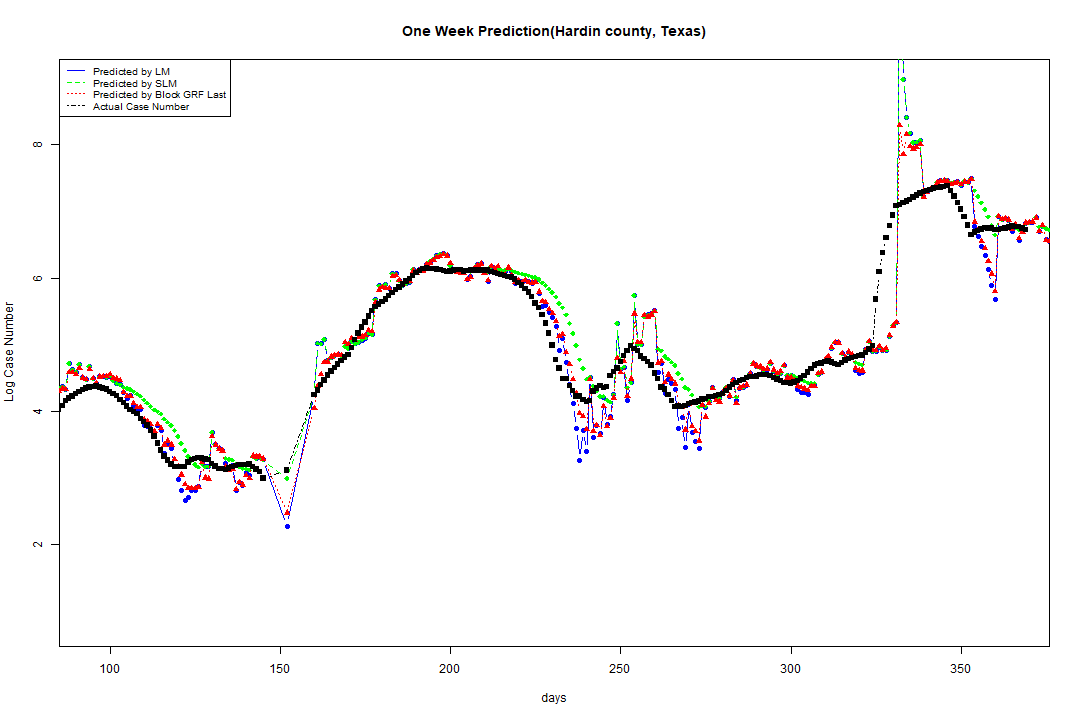 One Week Prediction(Hardin county, Texas)
Predicted by LM
Predicted by SLM
Predicted by Block GRF Last
Actual Case Number
8
6
4
2
Log Case Number
100 150 200 250 300 350
days